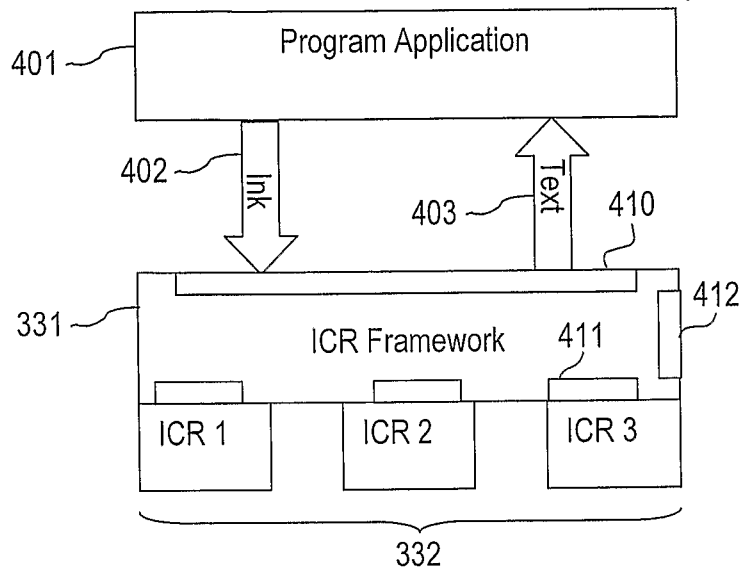 Program Application
401
402
Ink
Text
403
410
331
412
ICR Framework
411
ICR 1
ICR 2
ICR 3
332